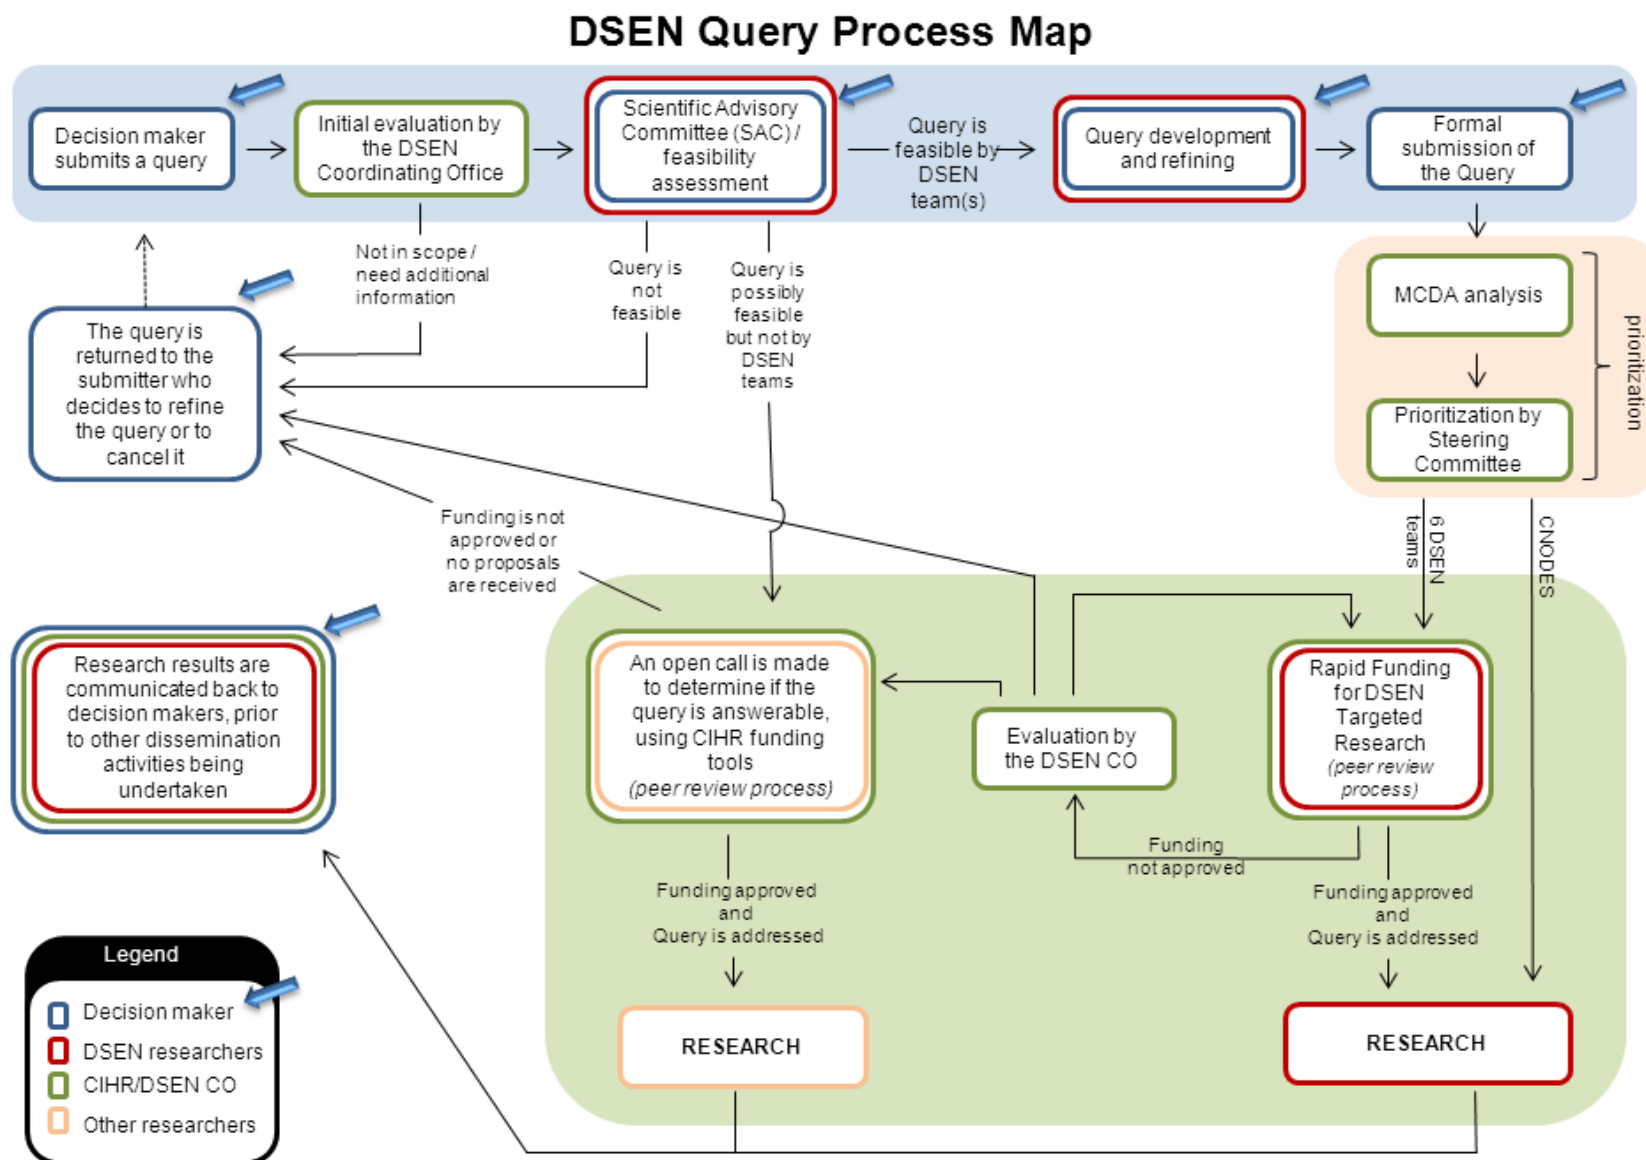 DSEN Query Process Map
Decision maker
submits a query
Initial evaluation by
the DSEN
Coordinating Office
Scientific Advisory
Committee (SAC) /
feasibility
assessment
Query is
feasible by
DSEN
team(s)
Query development
and refining
Formal
submission of
the Query
Not in scope /
need additional
information
Query is
not
feasible
Query is
possibly
feasible
but not by
DSEN
teams
MCDA analysis
Prioritization by
Steering
Committee
prioritization
The query is
returned to the
submitter who
decides to refine
the query or to
cancel it
Funding is not
approved or
no proposals
are received
6 DSEN
teams
CNODES
Research results are
communicated back to
decision makers, prior
to other dissemination
activities being
undertaken
An open call is made
to determine if the
query is answerable,
using CIHR funding
tools
(peer review process)
Evaluation by
the DSEN CO
Rapid Funding
for DSEN
Targeted
Research
(peer review
process)
Funding
not approved
Funding approved
and
Query is addressed
Funding approved
and
Query is addressed
RESEARCH
RESEARCH
Legend
Decision maker
DSEN researchers
CIHR/DSEN CO
Other researchers